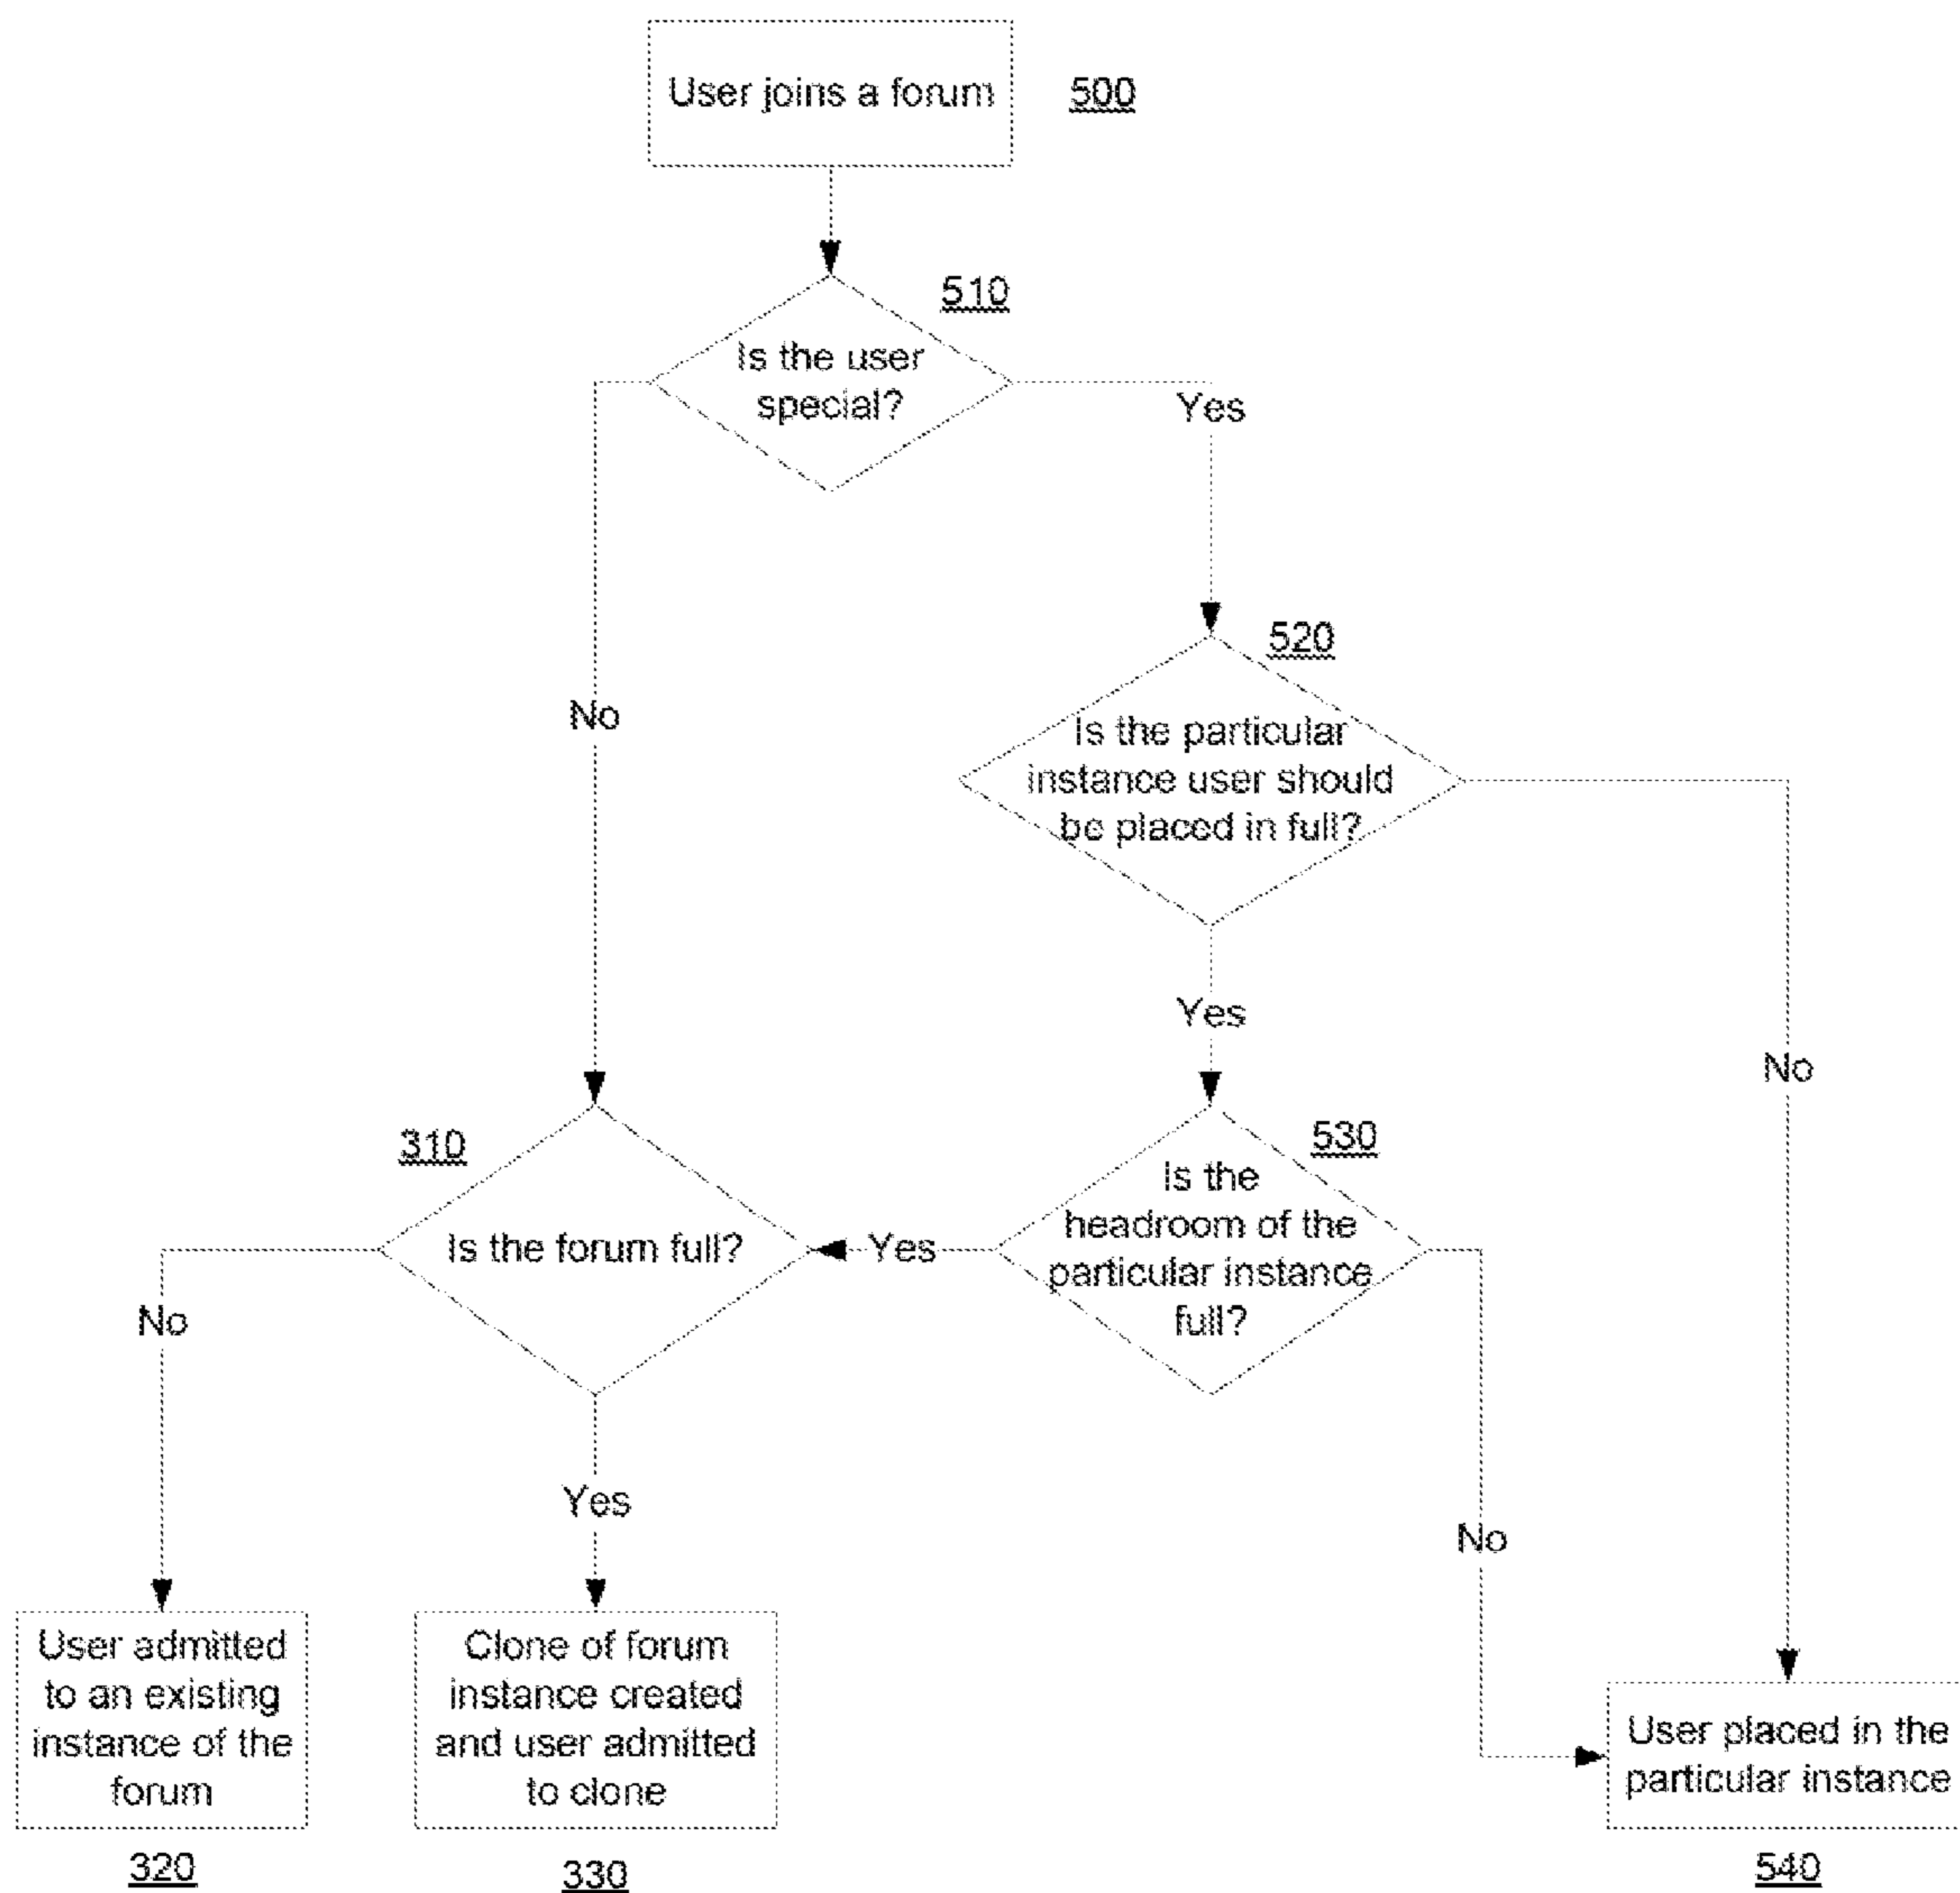 User joins a forum
500
510
Is the user
special?
Yes
520
No
Is the particular
instance user should
be placed in full?
Yes
No
310
530
Is the forum full?
Yes
Is the
headroom of the
particular instance
full?
No
Yes
No
User admitted
to an existing
instance of the
forum
Clone of forum
instance created
and user admitted
to clone
User placed in the
particular instance
320
330
540